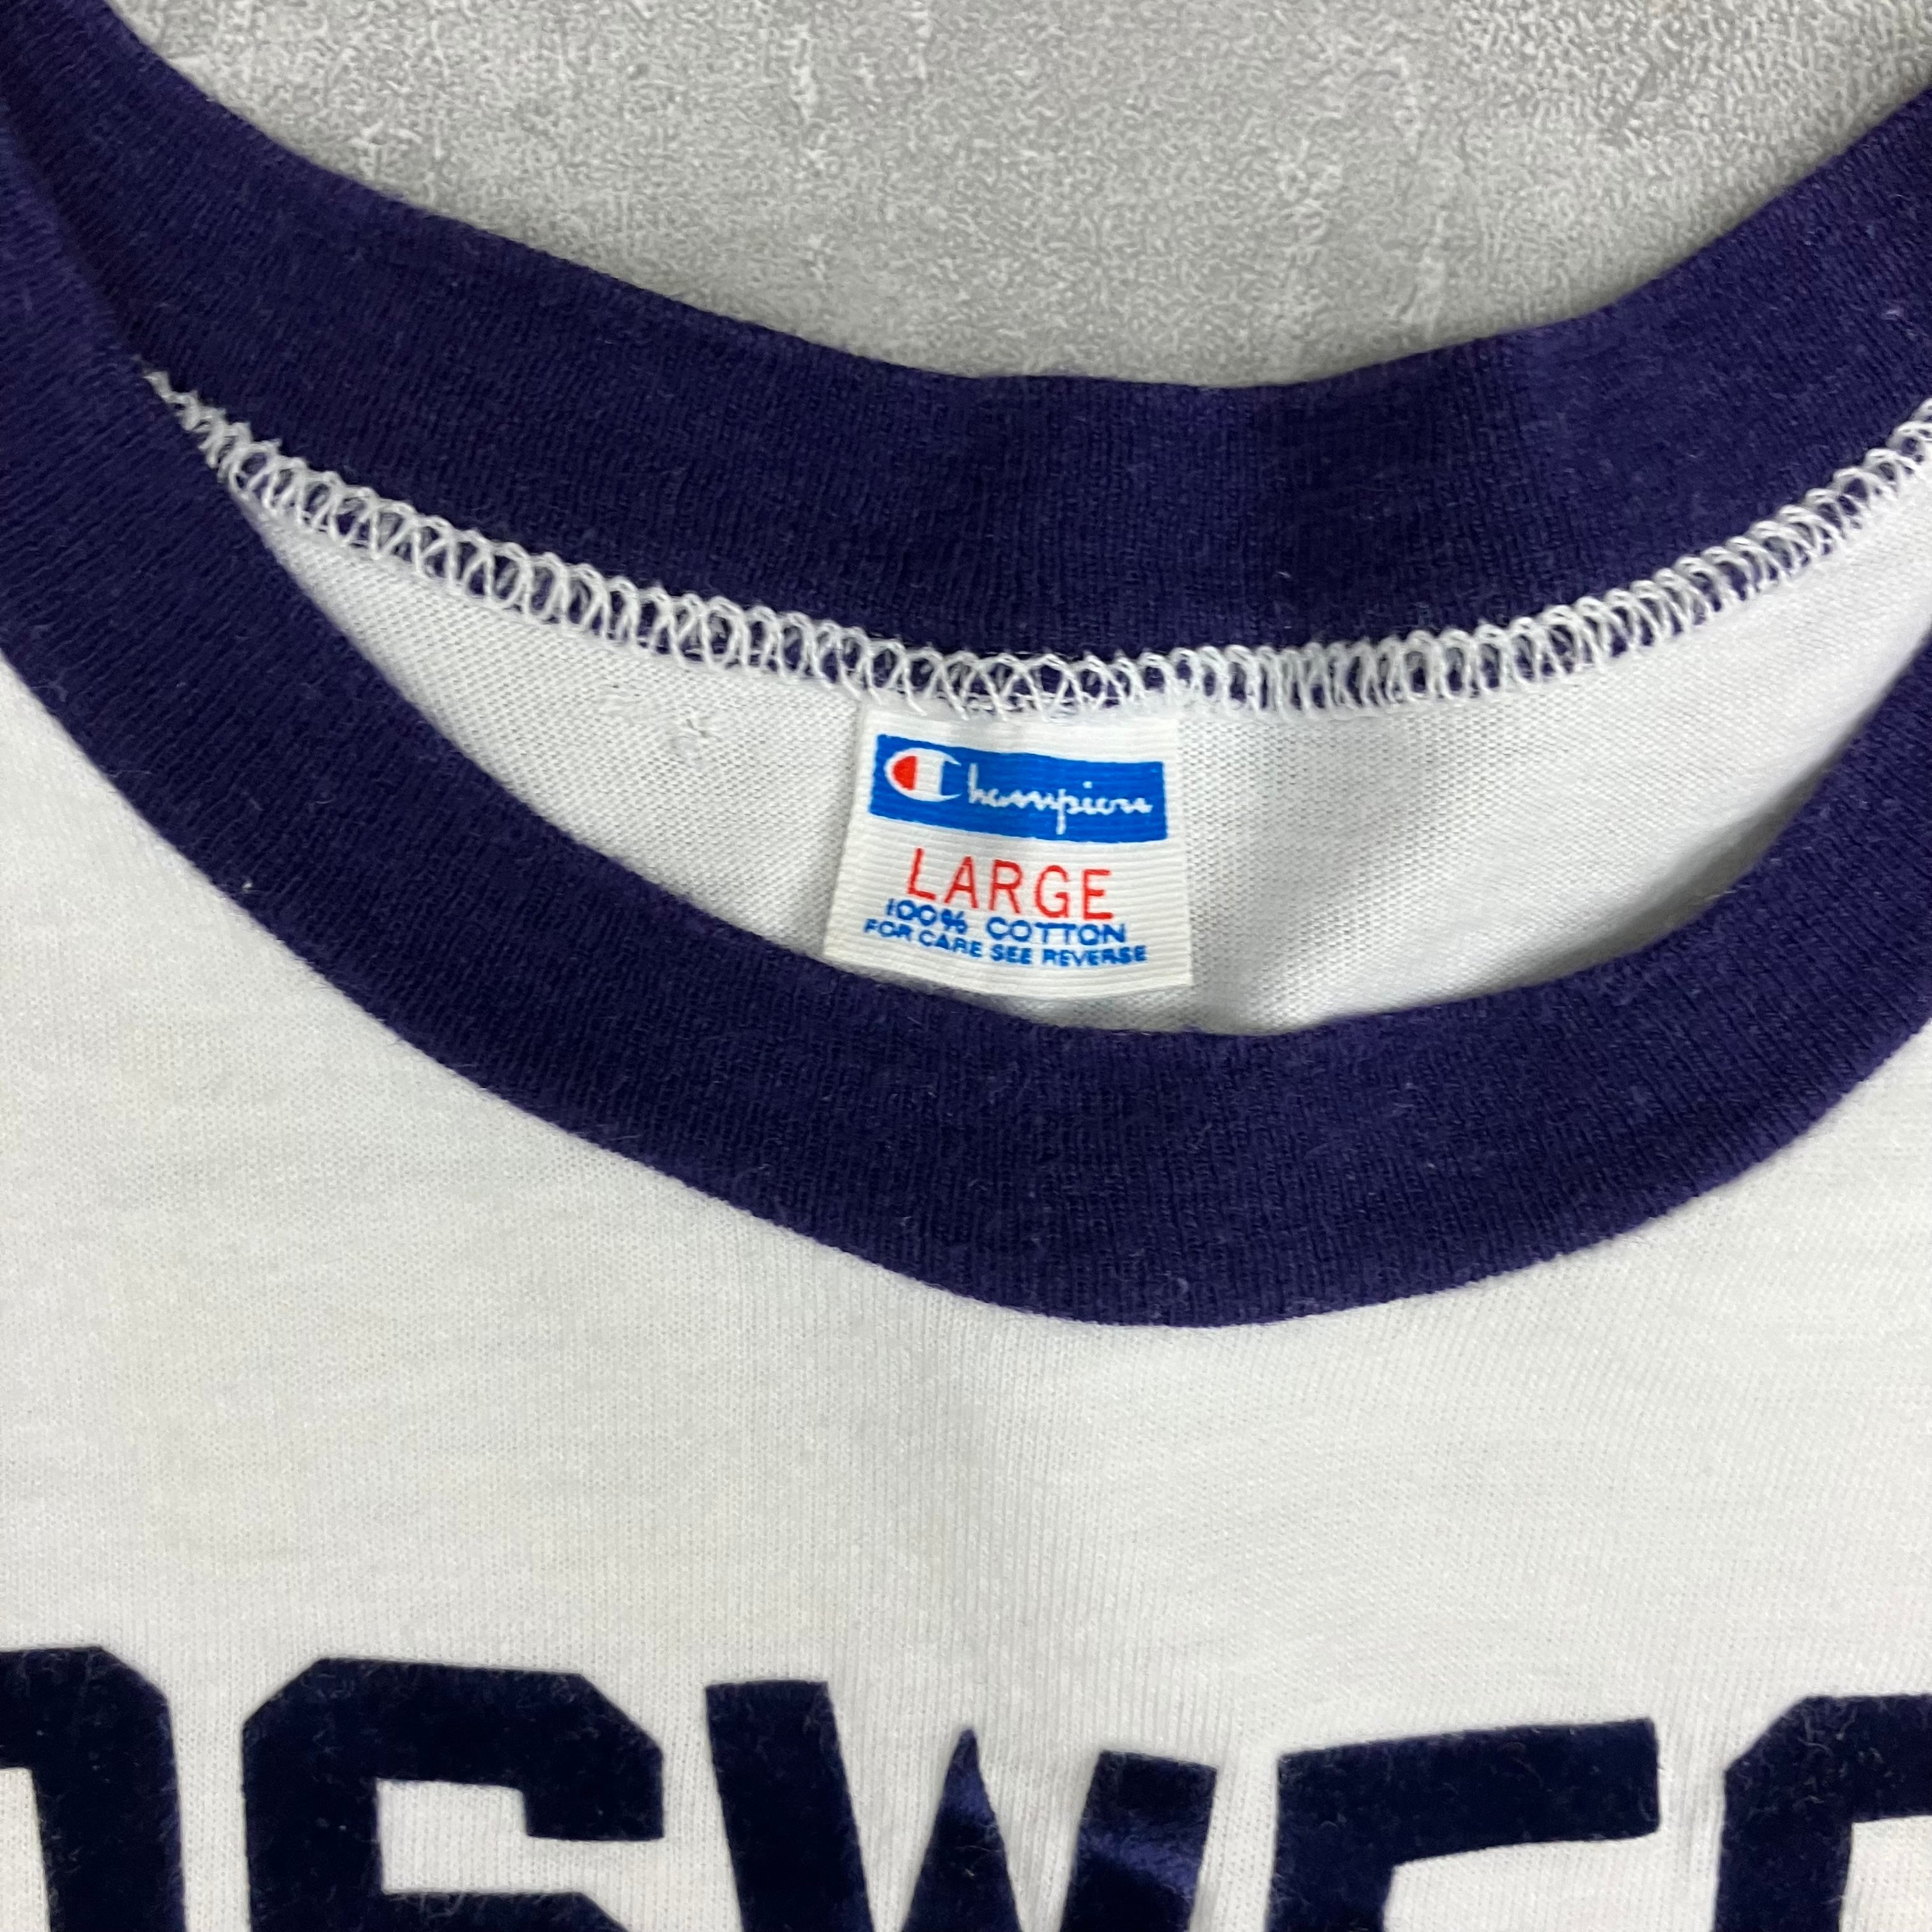 Champion
LARGE
100% COTTON
FOR CARE SEE REVERSE